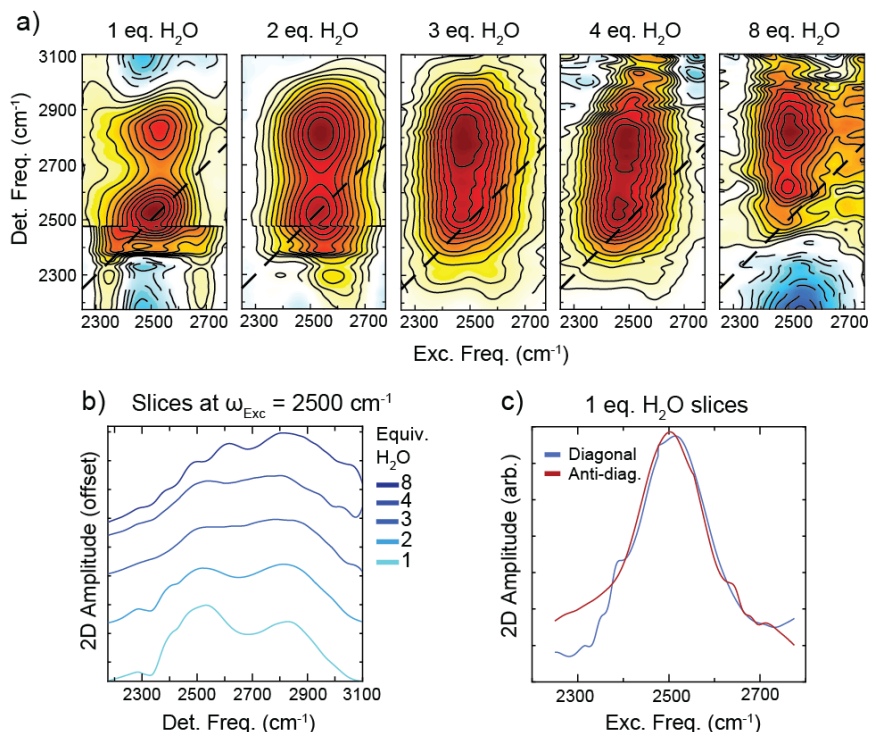 a)
1 eq. H₂O 2 eq. H₂O 3 eq. H₂O 4 eq. H₂O 8 eq. H₂O
Det. Freq. (cm⁻¹)
3100
2900
2700
2500
2300
2300 2500 2700 2300 2500 2700 2300 2500 2700 2300 2500 2700 2300 2500 2700
Exc. Freq. (cm⁻¹)
b) Slices at ω_Exc = 2500 cm⁻¹
2D Amplitude (offset)
Equiv.
H₂O
8
4
3
2
1
2300 2500 2700 2900 3100
Det. Freq. (cm⁻¹)
c) 1 eq. H₂O slices
2D Amplitude (arb.)
Diagonal
Anti-diag.
2300 2500 2700
Exc. Freq. (cm⁻¹)